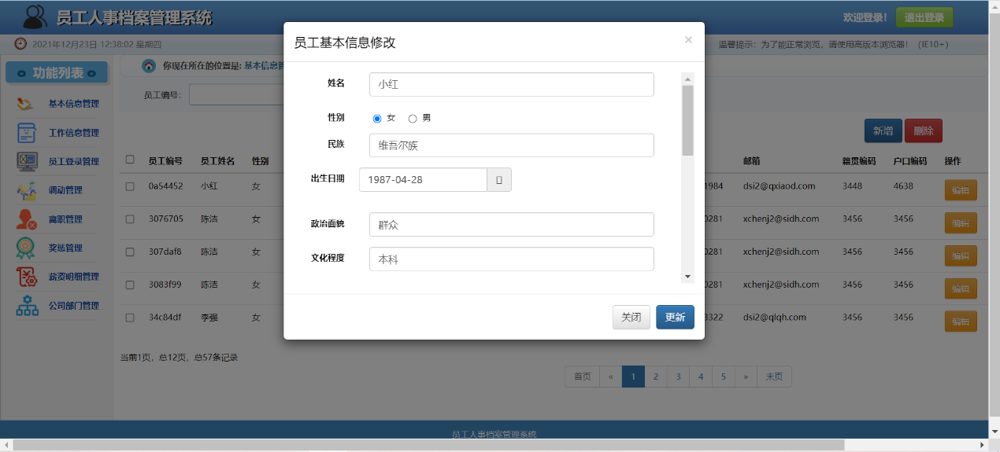 员工人事档案管理系统
欢迎登录!
退出登录
2021年12月23日 12:38:02 星期四
温馨提示：为了能正常浏览，请使用高版本浏览器！（IE10+）
功能列表
基本信息管理
工作信息管理
员工登录管理
调动管理
离职管理
奖惩管理
薪资明细管理
公司部门管理
你现在所在的位置是: 基本信息管
员工编号:
新增
删除
员工编号 员工姓名 性别 邮箱 籍贯编码 户口编码 操作
0a54452 小红 女 1984 dsi2@qxiaod.com 3448 4638 编辑
3076705 陈洁 女 0281 xchenj2@sidh.com 3456 3456 编辑
307daf8 陈洁 女 0281 xchenj2@sidh.com 3456 3456 编辑
3083f99 陈洁 女 0281 xchenj2@sidh.com 3456 3456 编辑
34c84df 李强 女 3322 dsi2@qlqh.com 3456 3456 编辑
当前1页，总12页，总57条记录
首页 « 1 2 3 4 5 » 末页
员工人事档案管理系统
员工基本信息修改 ×
姓名 小红
性别 女 男
民族 维吾尔族
出生日期 1987-04-28
政治面貌 群众
文化程度 本科
关闭
更新